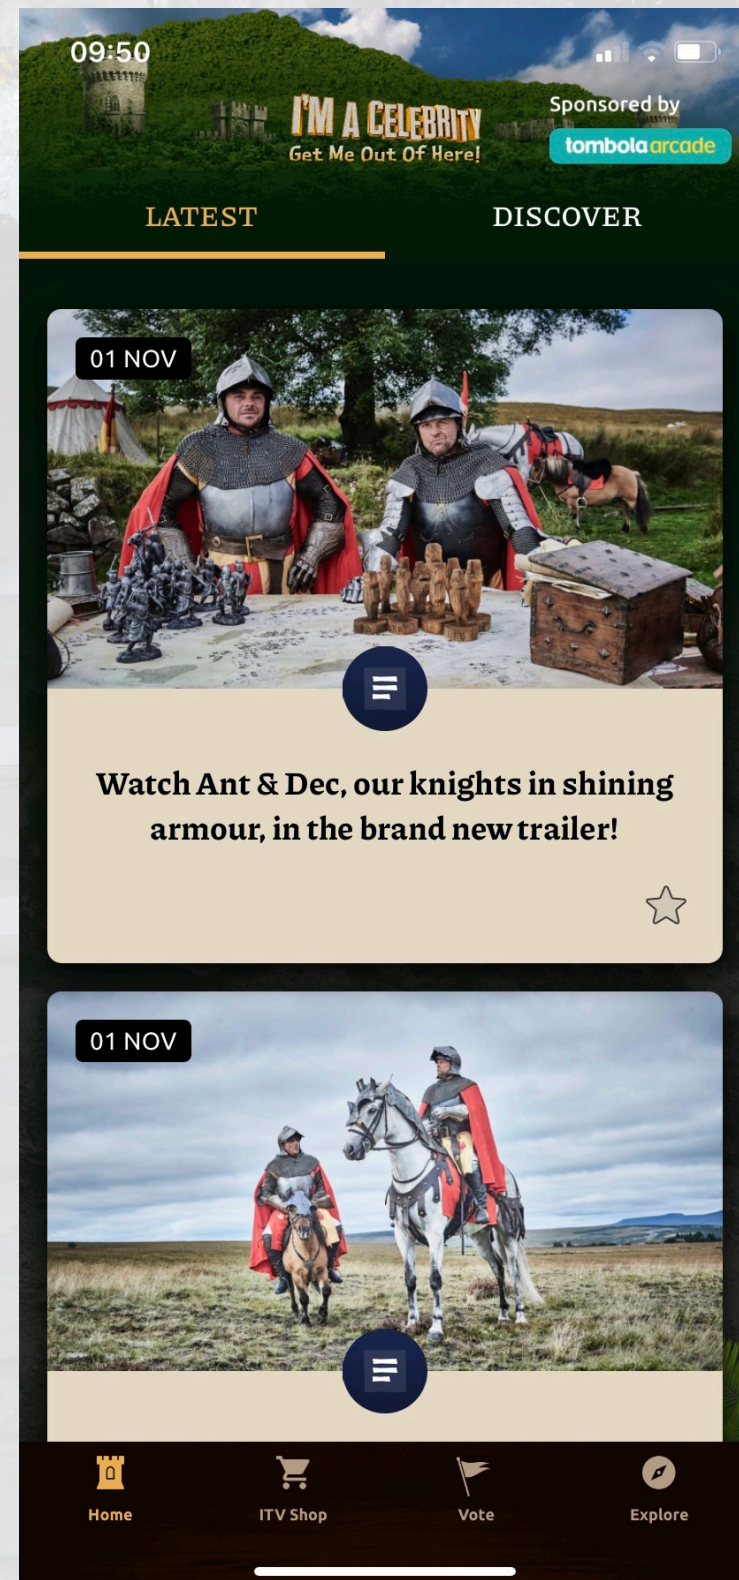 09:50
I'M A CELEBRITY
Get Me Out Of Here!
Sponsored by
tombola arcade
LATEST
DISCOVER
01 NOV
Watch Ant & Dec, our knights in shining
armour, in the brand new trailer!
01 NOV
Home
ITV Shop
Vote
Explore